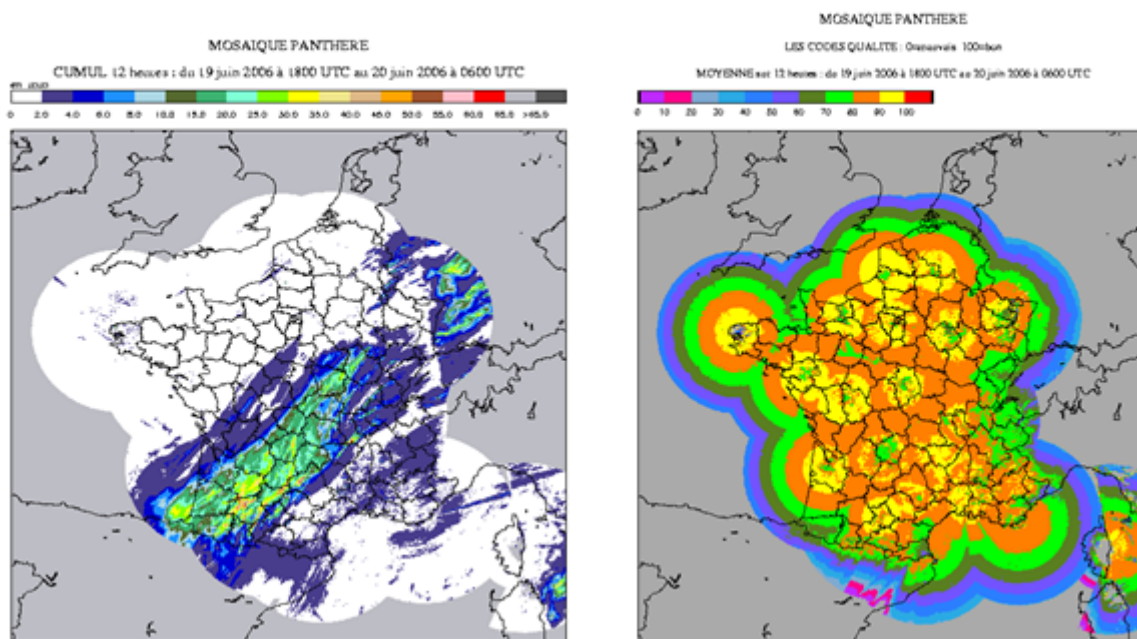 MOSAIQUE PANTHERE
CUMUL 12 heures : du 19 juin 2006 à 1800 UTC au 20 juin 2006 à 0600 UTC
en mm
0 2.0 4.0 6.0 8.0 10.0 15.0 20.0 25.0 30.0 35.0 40.0 45.0 50.0 55.0 60.0 65.0 >65.0
MOSAIQUE PANTHERE
LES CODES QUALITE : 0=mauvais 100=bon
MOYENNE sur 12 heures : du 19 juin 2006 à 1800 UTC au 20 juin 2006 à 0600 UTC
0 10 20 30 40 50 60 70 80 90 100